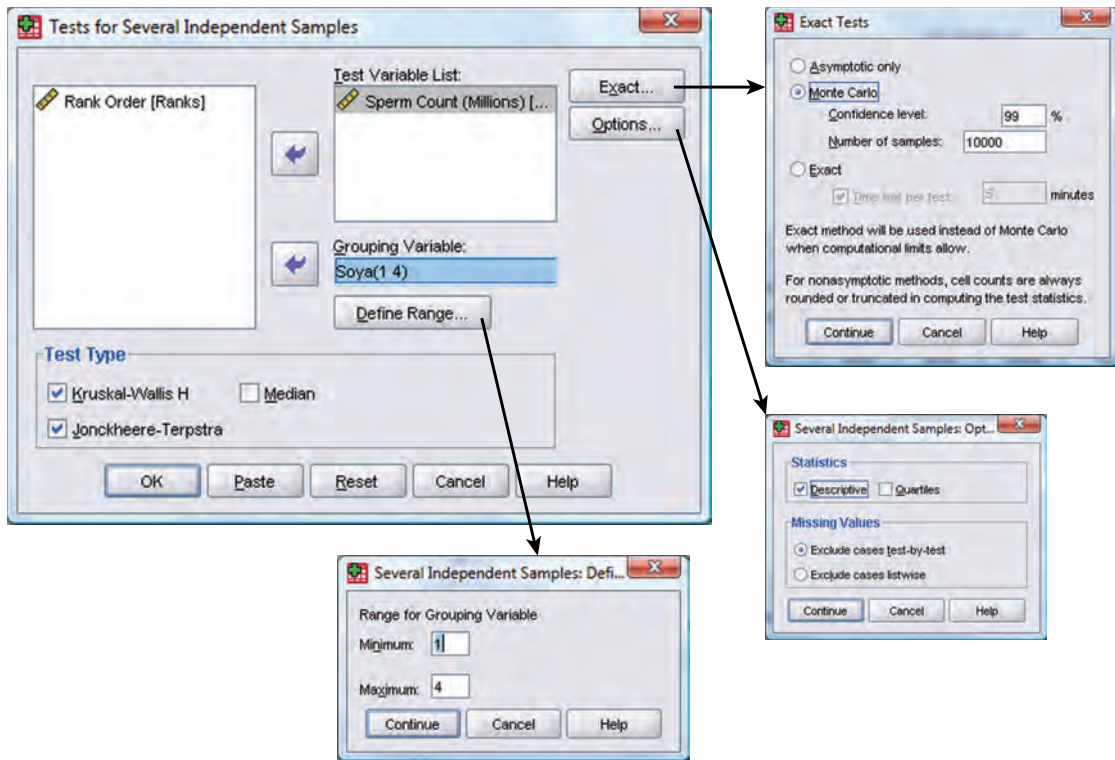 Tests for Several Independent Samples
Rank Order [Ranks]
Test Variable List:
Sperm Count (Millions) [...
Exact...
Options...
Grouping Variable:
Soya(1 4)
Define Range...
Test Type
Kruskal-Wallis H
Median
Jonckheere-Terpstra
OK
Paste
Reset
Cancel
Help
Exact Tests
Asymptotic only
Monte Carlo
Confidence level: 99 %
Number of samples: 10000
Exact
Time limit per test: 5 minutes
Exact method will be used instead of Monte Carlo
when computational limits allow.
For nonasymptotic methods, cell counts are always
rounded or truncated in computing the test statistics.
Continue
Cancel
Help
Several Independent Samples: Opt...
Statistics
Descriptive
Quartiles
Missing Values
Exclude cases test-by-test
Exclude cases listwise
Continue
Cancel
Help
Several Independent Samples: Defi...
Range for Grouping Variable
Minimum: 1
Maximum: 4
Continue
Cancel
Help